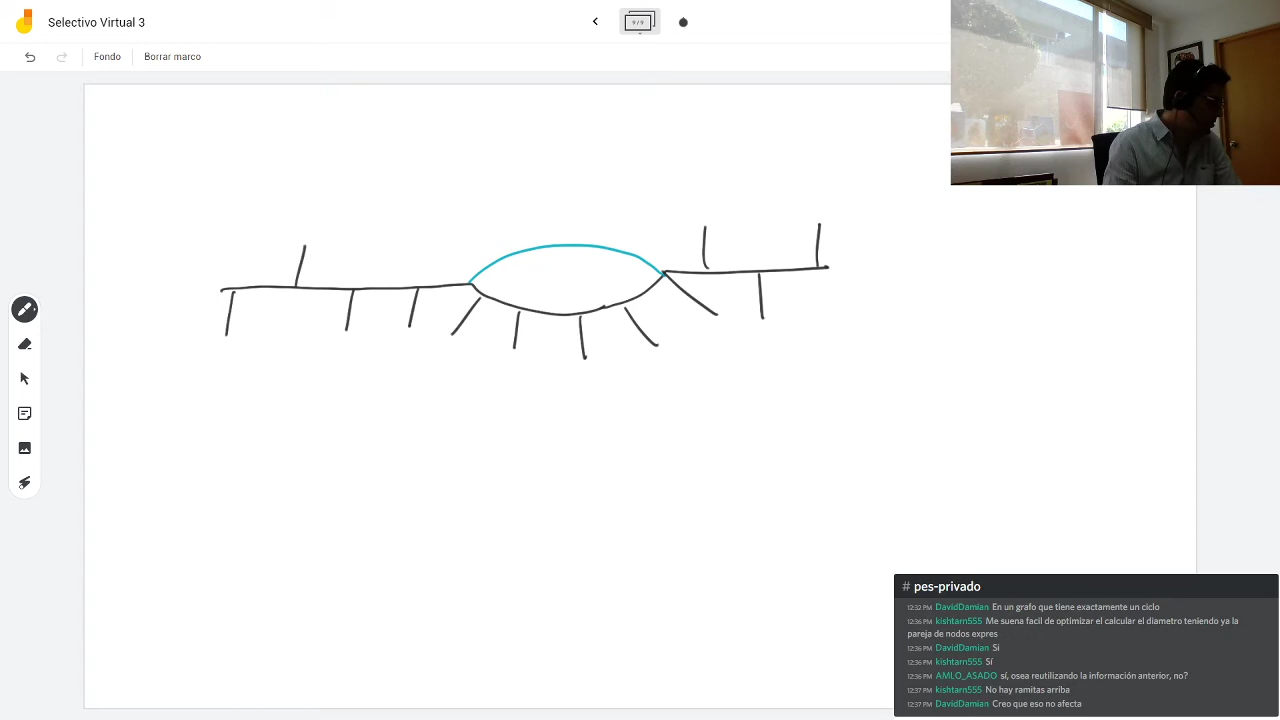 Selectivo Virtual 3
9/9
Fondo
Borrar marco
# pes-privado
12:32 PM DavidDamian En un grafo que tiene exactamente un ciclo
12:36 PM kishtarn555 Me suena facil de optimizar el calcular el diametro teniendo ya la
pareja de nodos expres
12:36 PM DavidDamian Si
12:36 PM kishtarn555 Sí
12:36 PM AMLO_ASADO sí, osea reutilizando la información anterior, no?
12:37 PM kishtarn555 No hay ramitas arriba
12:37 PM DavidDamian Creo que eso no afecta